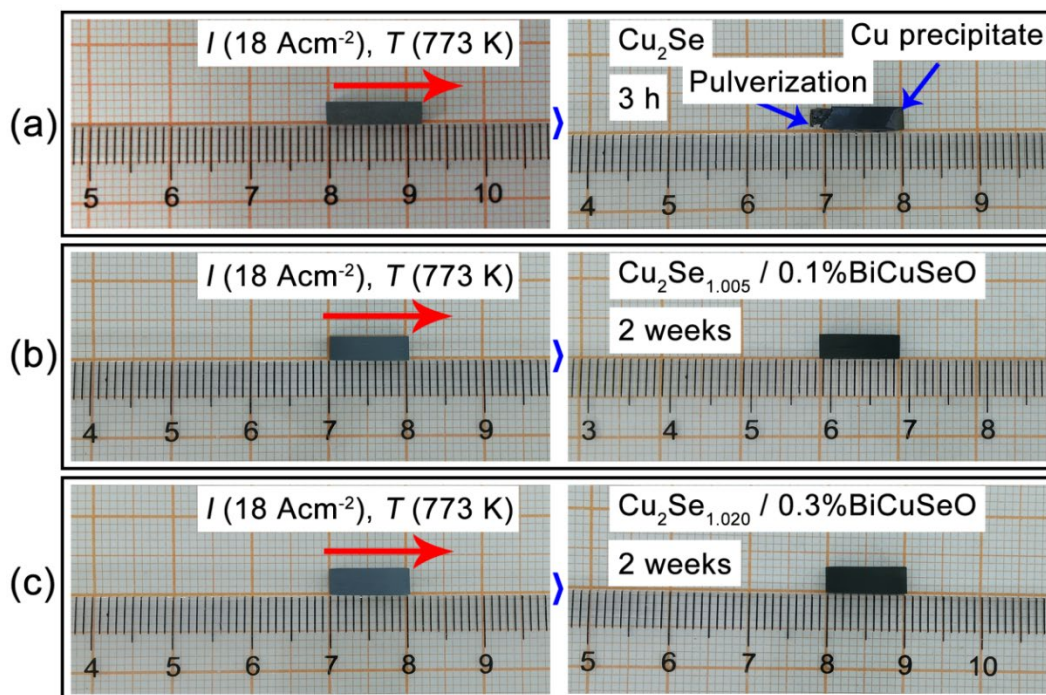 (a)
I (18 Acm⁻²), T (773 K)
5 6 7 8 9 10
Cu₂Se
3 h
Pulverization
Cu precipitate
4 5 6 7 8 9
(b)
I (18 Acm⁻²), T (773 K)
4 5 6 7 8 9
Cu₂Se₁.₀₀₅ / 0.1%BiCuSeO
2 weeks
3 4 5 6 7 8
(c)
I (18 Acm⁻²), T (773 K)
4 5 6 7 8 9
Cu₂Se₁.₀₂₀ / 0.3%BiCuSeO
2 weeks
5 6 7 8 9 10